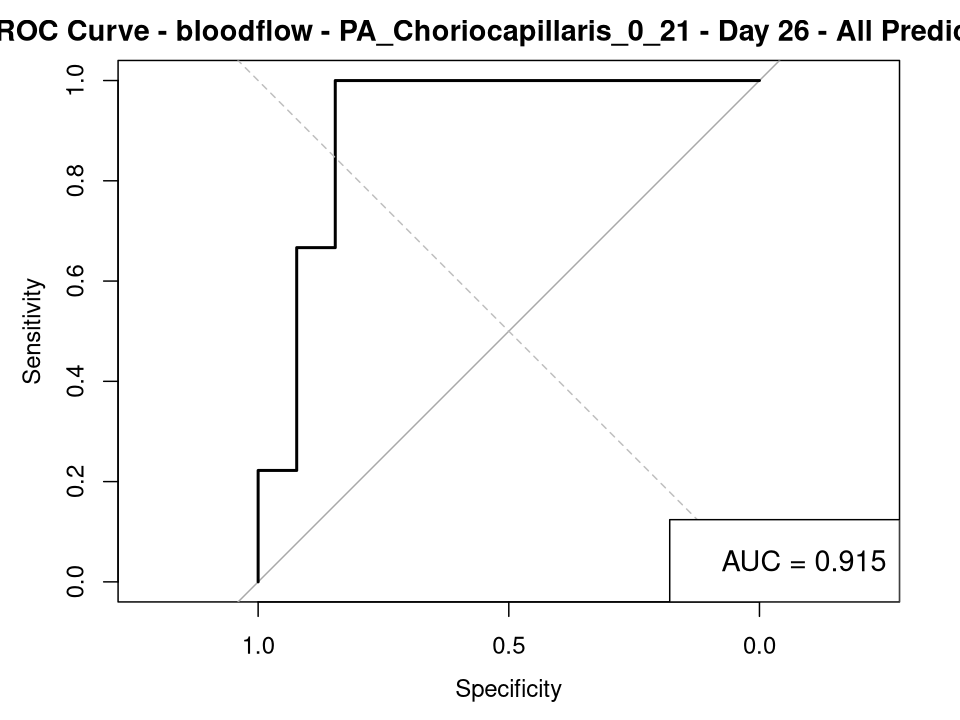 ROC Curve - bloodflow - PA_Choriocapillaris_0_21 - Day 26 - All Predic
1.0
0.8
0.6
0.4
0.2
0.0
Sensitivity
AUC = 0.915
1.0 0.5 0.0
Specificity